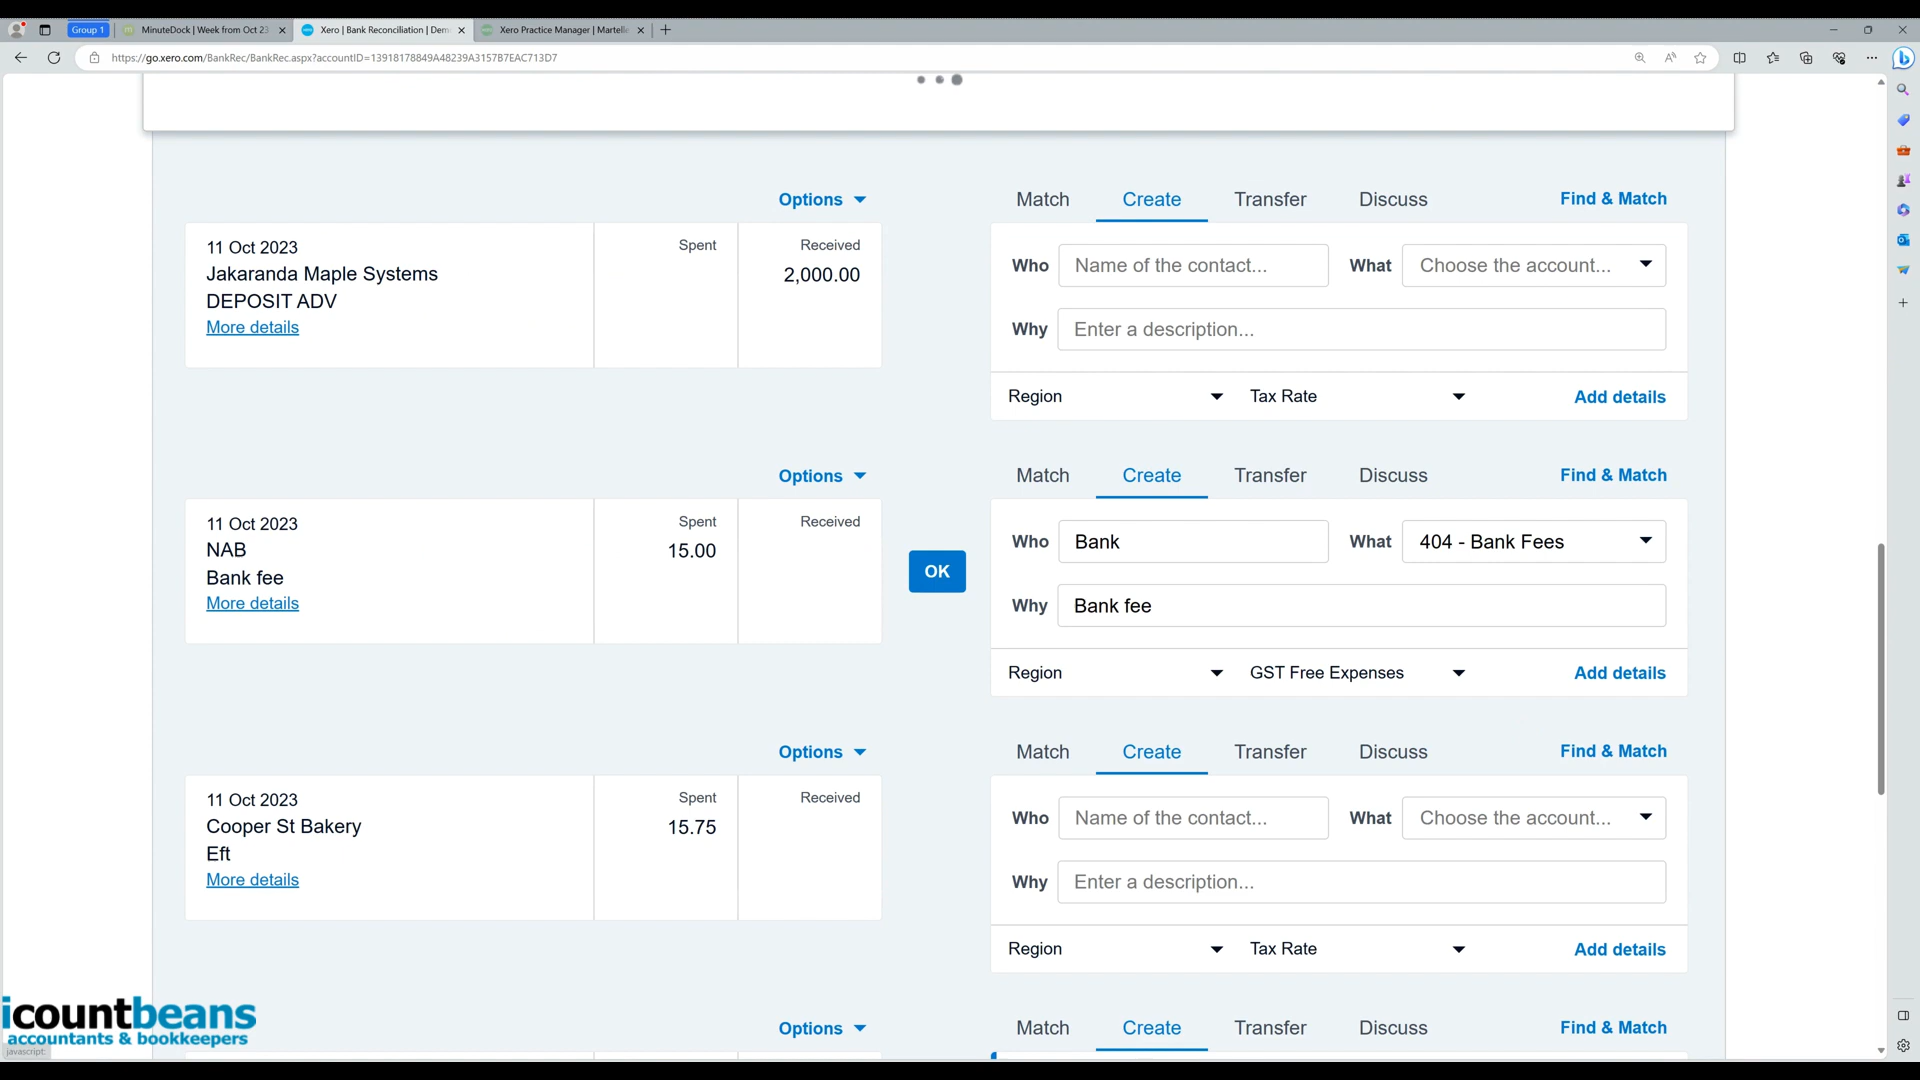 Group 1
MinuteDock | Week from Oct 23
Xero | Bank Reconciliation | Dem
Xero Practice Manager | Martell
https://go.xero.com/BankRec/BankRec.aspx?accountID=13918178849A48239A3157B7EAC713D7
Options
Match Create Transfer Discuss Find & Match
11 Oct 2023
Jakaranda Maple Systems
DEPOSIT ADV
More details
Spent
Received
2,000.00
Who Name of the contact... What Choose the account...
Why Enter a description...
Region Tax Rate Add details
Options
Match Create Transfer Discuss Find & Match
11 Oct 2023
NAB
Bank fee
More details
Spent
15.00
Received
OK
Who Bank What 404 - Bank Fees
Why Bank fee
Region GST Free Expenses Add details
Options
Match Create Transfer Discuss Find & Match
11 Oct 2023
Cooper St Bakery
Eft
More details
Spent
15.75
Received
Who Name of the contact... What Choose the account...
Why Enter a description...
Region Tax Rate Add details
Options
Match Create Transfer Discuss Find & Match
icountbeans
accountants & bookkeepers
javascript: